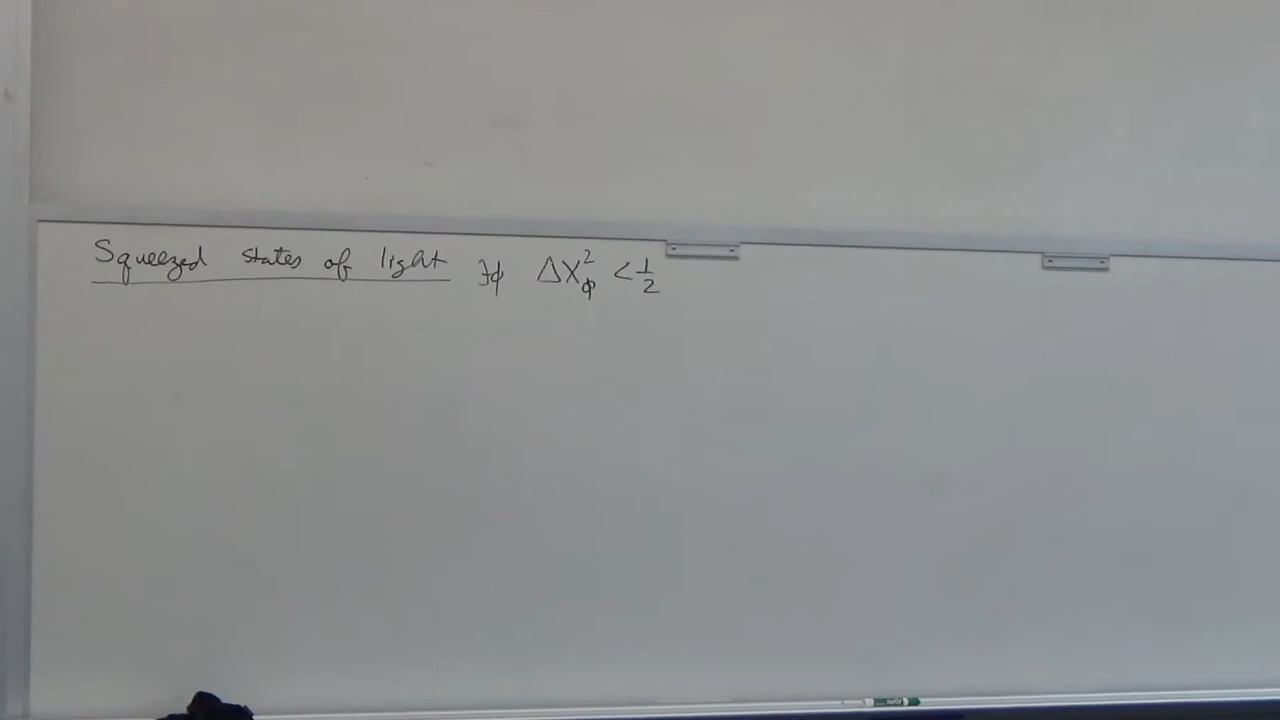 Squeezed states of light ∃ϕ ΔX²_ϕ < 1/2